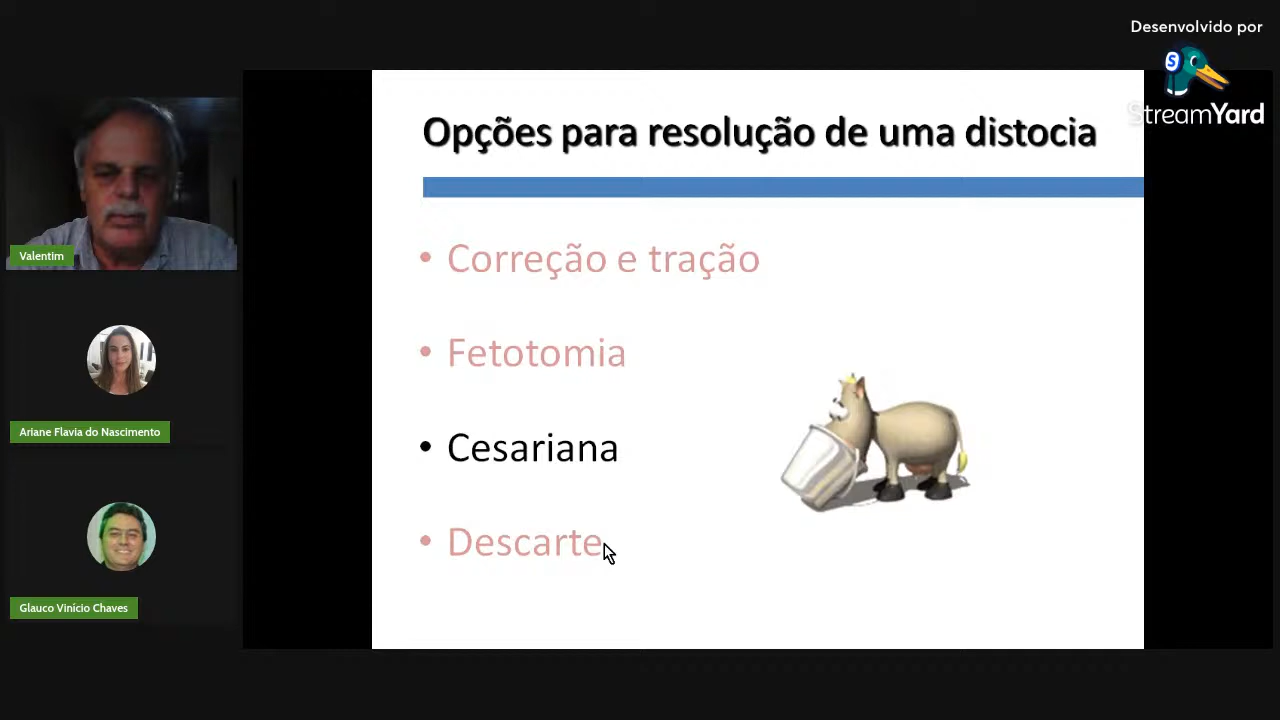 Desenvolvido por
S
StreamYard
Opções para resolução de uma distocia
• Correção e tração
• Fetotomia
• Cesariana
• Descarte
Valentim
Ariane Flavia do Nascimento
Glauco Vinício Chaves